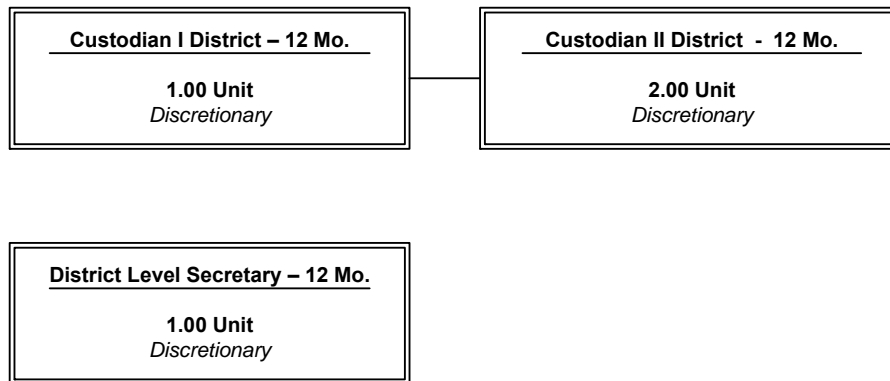 Custodian I District – 12 Mo.
1.00 Unit
Discretionary
Custodian II District - 12 Mo.
2.00 Unit
Discretionary
District Level Secretary – 12 Mo.
1.00 Unit
Discretionary